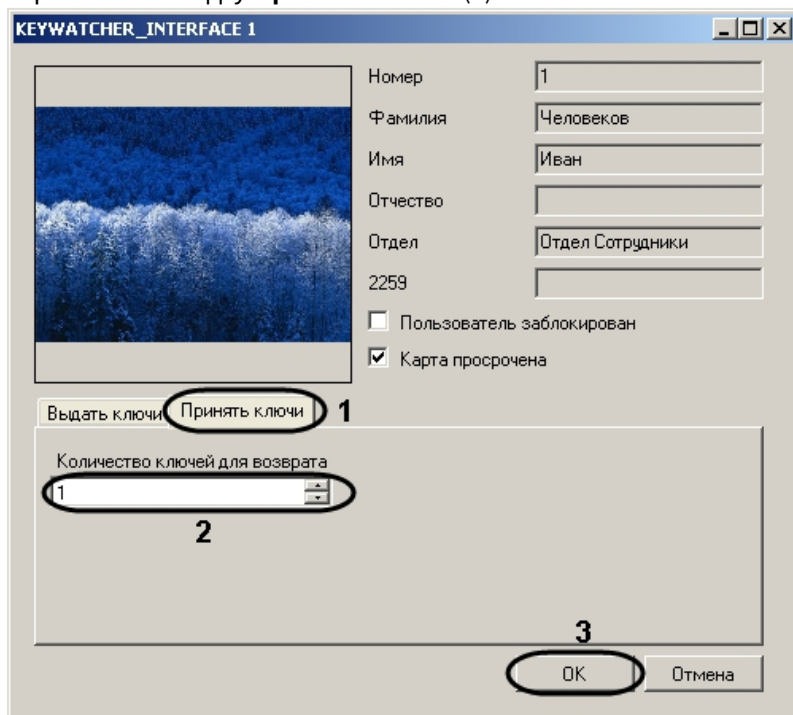 KEYWATCHER_INTERFACE 1
Номер 1
Фамилия Человеков
Имя Иван
Отчество
Отдел Отдел Сотрудники
2259
Пользователь заблокирован
Карта просрочена
Выдать ключи Принять ключи 1
Количество ключей для возврата
1
2
3
OK Отмена